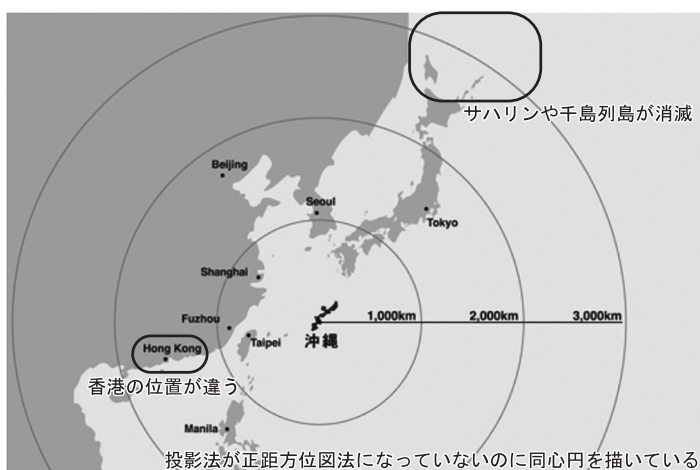 サハリンや千島列島が消滅
Beijing
Seoul
Tokyo
Shanghai
Fuzhou
1,000km
2,000km
3,000km
沖縄
Taipei
Hong Kong
香港の位置が違う
Manila
投影法が正距方位図法になっていないのに同心円を描いている